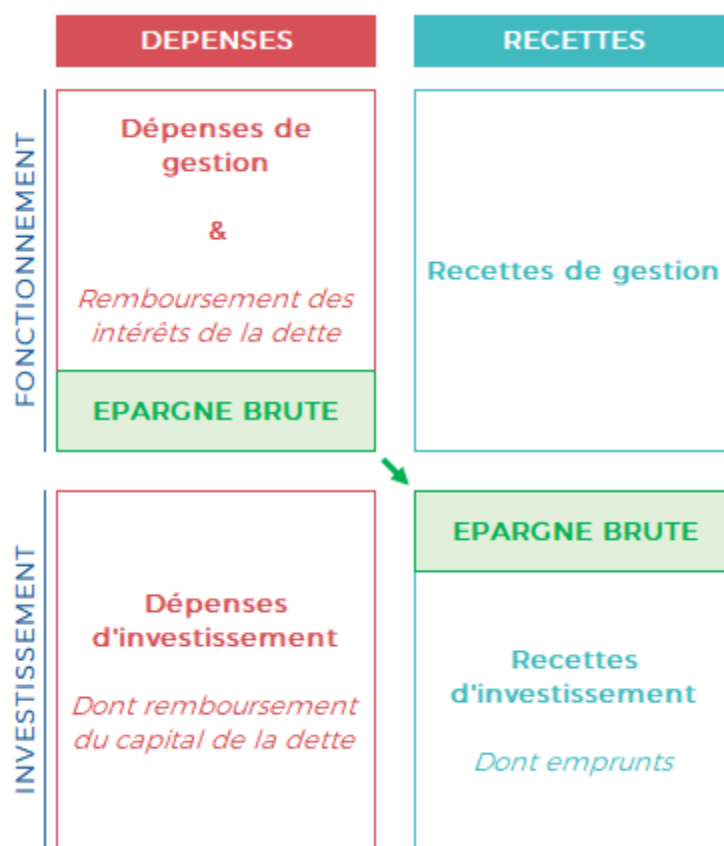 DEPENSES
RECETTES
FONCTIONNEMENT
Dépenses de
gestion
&
Remboursement des
intérêts de la dette
EPARGNE BRUTE
Recettes de gestion
INVESTISSEMENT
Dépenses
d'investissement
Dont remboursement
du capital de la dette
EPARGNE BRUTE
Recettes
d'investissement
Dont emprunts